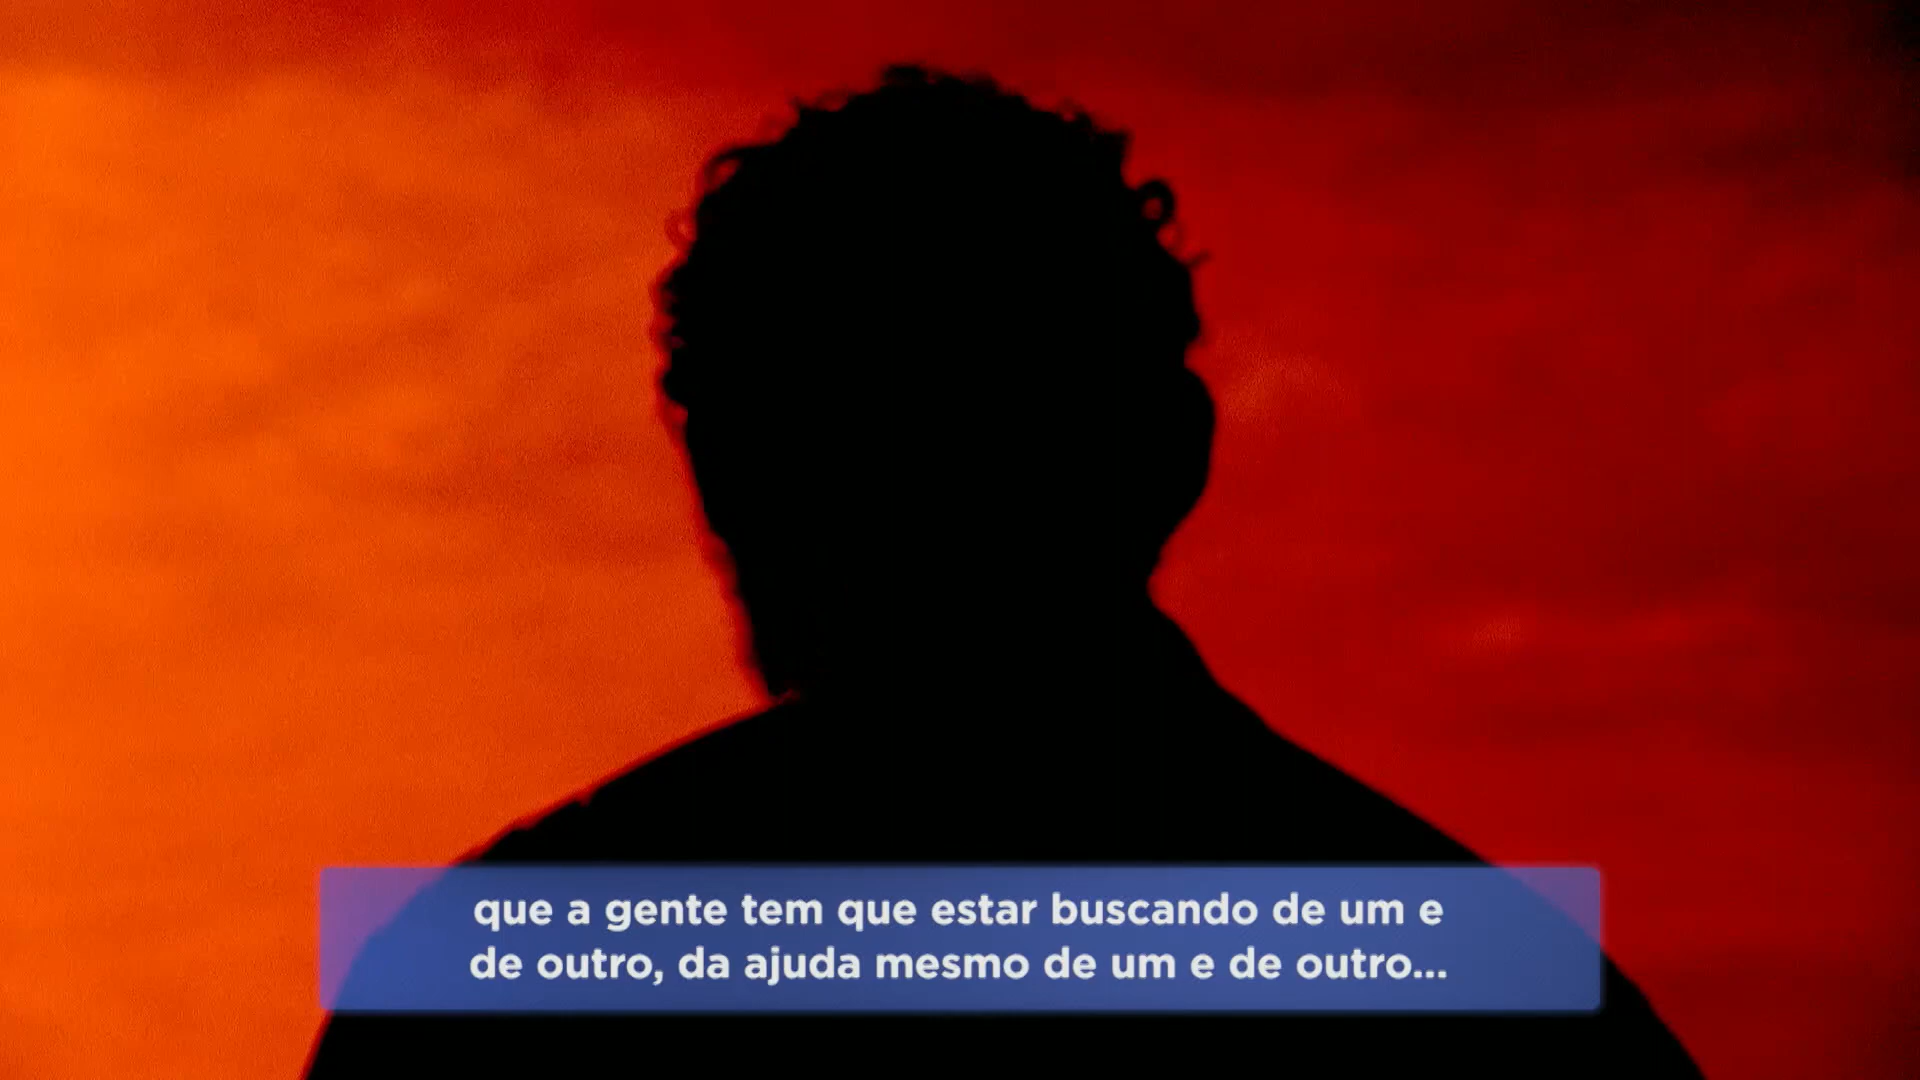 que a gente tem que estar buscando de um e
de outro, da ajuda mesmo de um e de outro...